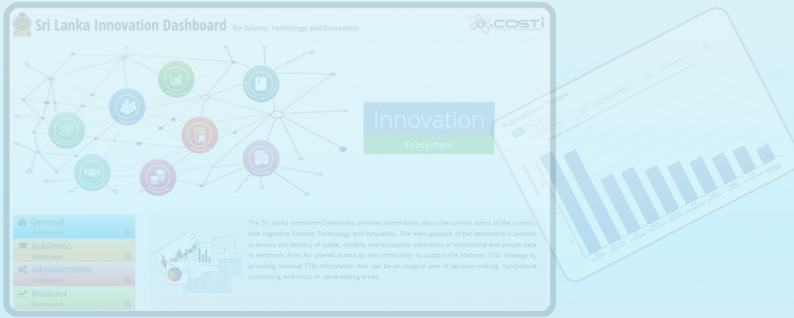 Sri Lanka Innovation Dashboard for Science, Technology and Innovation
COSTI
Innovation
Ecosystem
General
Dashboard
Academic
Dashboard
Administrative
Dashboard
Business
Dashboard
The Sri Lanka Innovation Dashboard provides information about the current status of the country,
with regard to Science, Technology and Innovation. The main purpose of the dashboard is twofold:
to ensure the delivery of stable, reliable, and accessible collections of institutional and people data
in electronic form for shared access by the community; to support the National ST&I strategy by
providing national ST&I information that can be an integral part of decision-making, competitive
positioning, and focus on value adding areas.
People